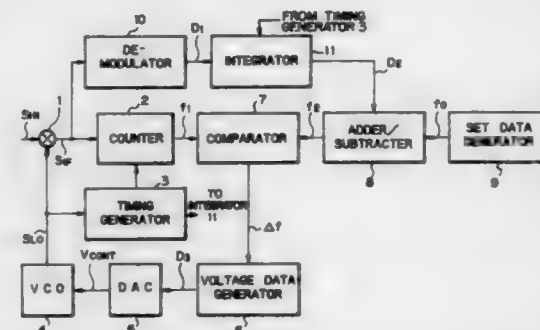 FROM TIMING
GENERATOR 3
10
D1
11
DE-
MODULATOR
INTEGRATOR
D2
SIN
1
2
7
SIF
COUNTER
f1
COMPARATOR
f2
ADDER/
SUBTRACTER
f0
SET DATA
GENERATOR
3
8
9
TIMING
GENERATOR
TO
INTEGRATOR
11
SLO
Δf
VCONT
D3
VCO
DAC
VOLTAGE DATA
GENERATOR
4
5
6